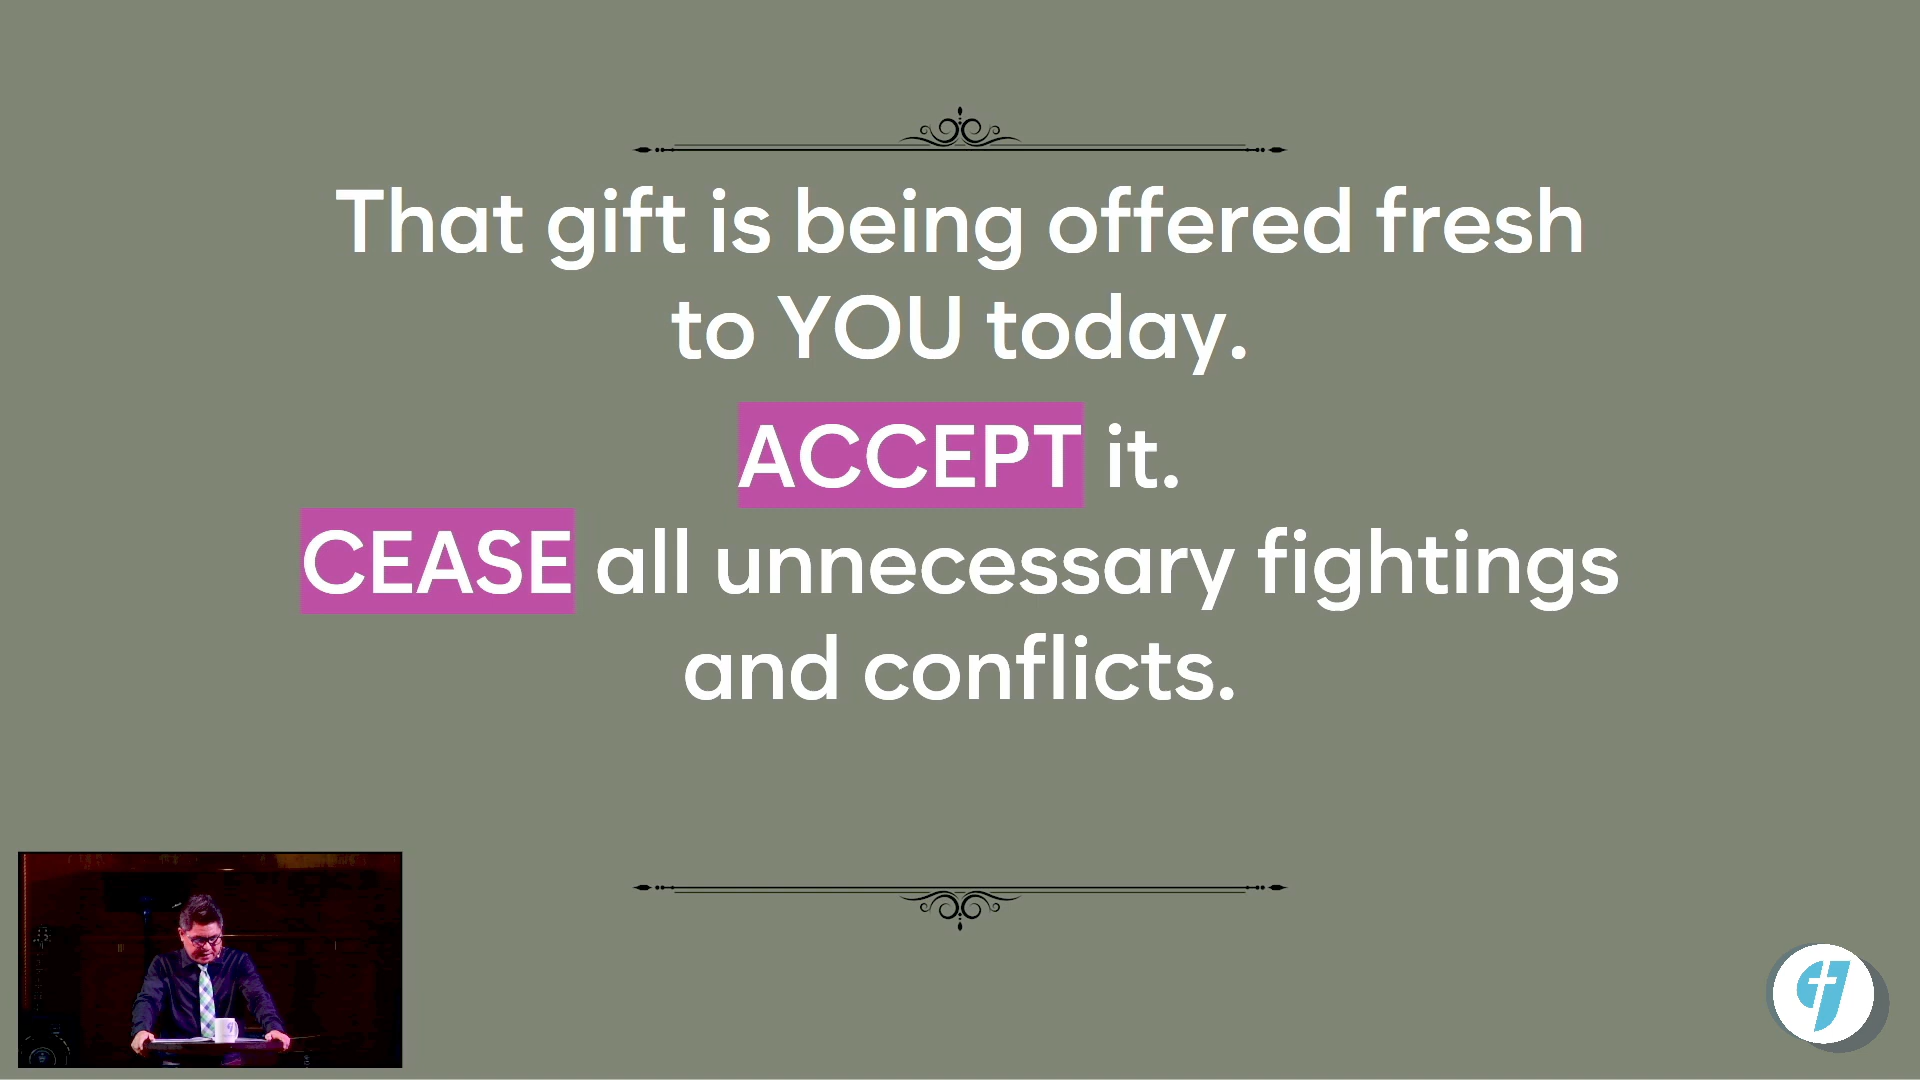 That gift is being offered fresh
to YOU today.
ACCEPT it.
CEASE all unnecessary fightings
and conflicts.